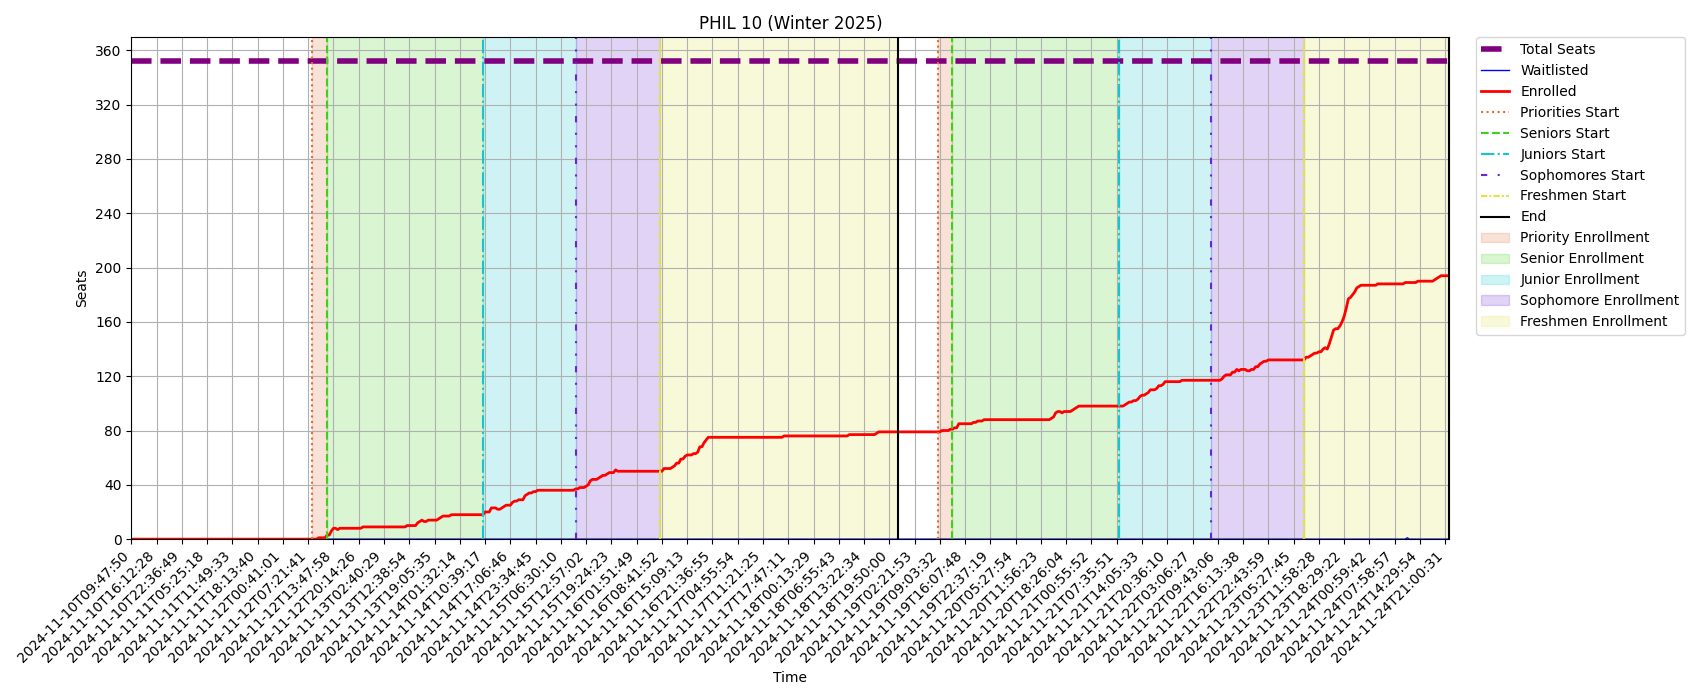 PHIL 10 (Winter 2025)
Seats
360
320
280
240
200
160
120
80
40
0
2024-11-10T09:47:50
2024-11-10T16:12:28
2024-11-10T22:36:49
2024-11-11T05:25:18
2024-11-11T11:49:33
2024-11-11T18:13:40
2024-11-12T00:41:01
2024-11-12T07:21:41
2024-11-12T13:47:58
2024-11-12T20:14:26
2024-11-13T02:40:29
2024-11-13T12:38:54
2024-11-13T19:05:35
2024-11-14T01:32:14
2024-11-14T10:39:17
2024-11-14T17:06:46
2024-11-14T23:34:45
2024-11-15T06:30:10
2024-11-15T12:57:02
2024-11-15T19:24:23
2024-11-16T01:51:49
2024-11-16T08:41:52
2024-11-16T15:09:13
2024-11-16T21:36:55
2024-11-17T04:55:54
2024-11-17T11:21:25
2024-11-17T17:47:11
2024-11-18T00:13:29
2024-11-18T06:55:43
2024-11-18T13:22:34
2024-11-18T19:50:00
2024-11-19T02:21:53
2024-11-19T09:03:32
2024-11-19T16:07:48
2024-11-19T22:37:19
2024-11-20T05:27:54
2024-11-20T11:56:23
2024-11-20T18:26:04
2024-11-21T00:55:52
2024-11-21T07:35:51
2024-11-21T14:05:33
2024-11-21T20:36:10
2024-11-22T03:06:27
2024-11-22T09:43:06
2024-11-22T16:13:38
2024-11-22T22:43:59
2024-11-23T05:27:45
2024-11-23T11:58:28
2024-11-23T18:29:22
2024-11-24T00:59:42
2024-11-24T07:58:57
2024-11-24T14:29:54
2024-11-24T21:00:31
Time
Total Seats
Waitlisted
Enrolled
Priorities Start
Seniors Start
Juniors Start
Sophomores Start
Freshmen Start
End
Priority Enrollment
Senior Enrollment
Junior Enrollment
Sophomore Enrollment
Freshmen Enrollment